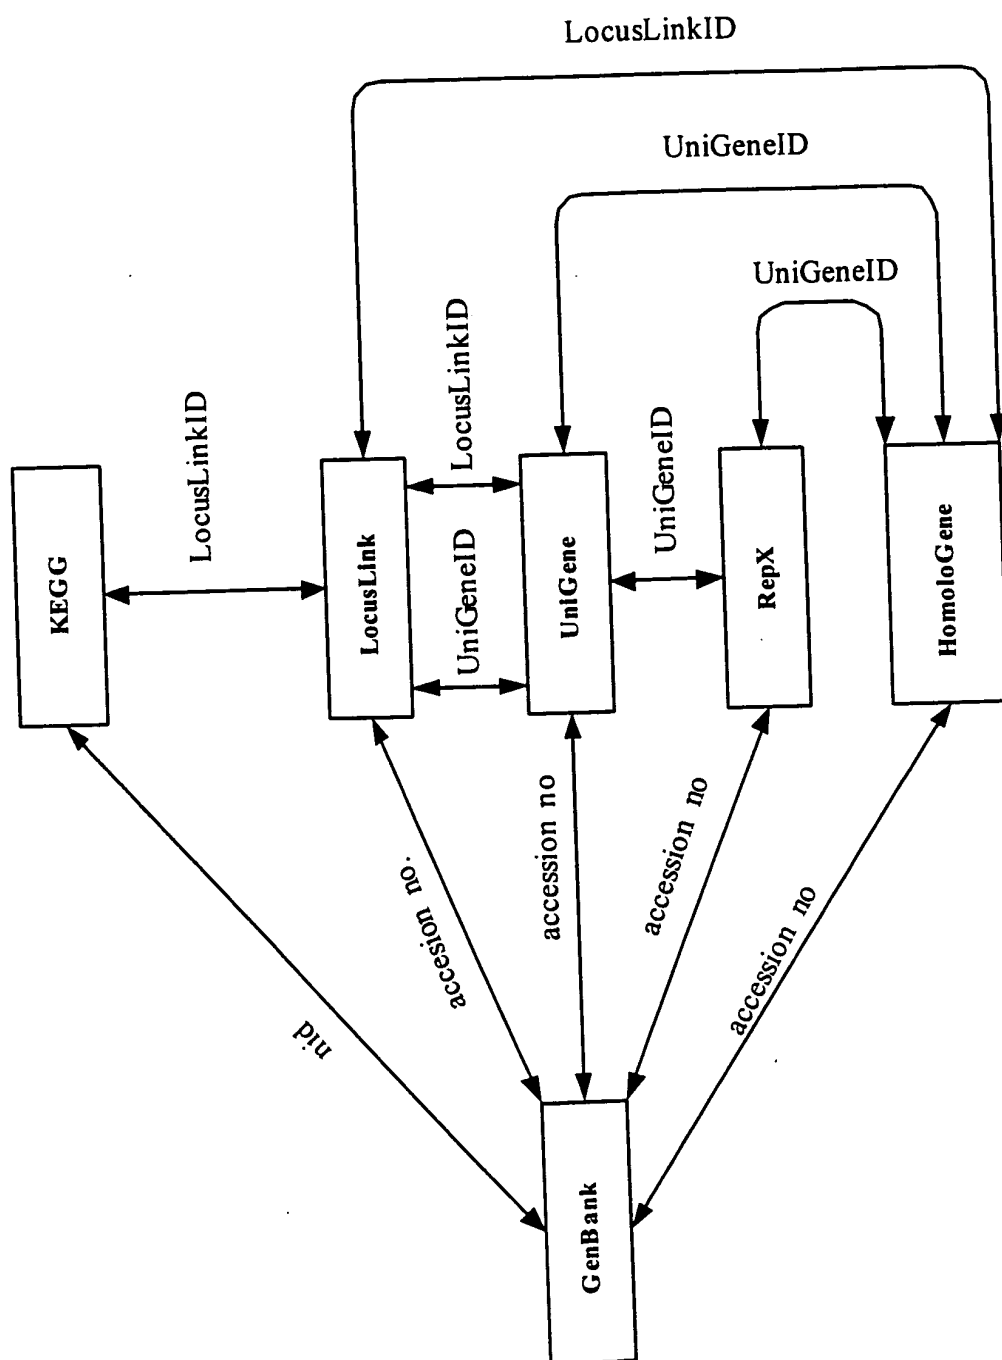 LocusLinkID
UniGeneID
UniGeneID
LocusLinkID
LocusLinkID
UniGeneID
UniGeneID
KEGG
LocusLink
UniGene
RepX
HomoloGene
nid
accesion no.
accession no
accession no
accession no
GenBank